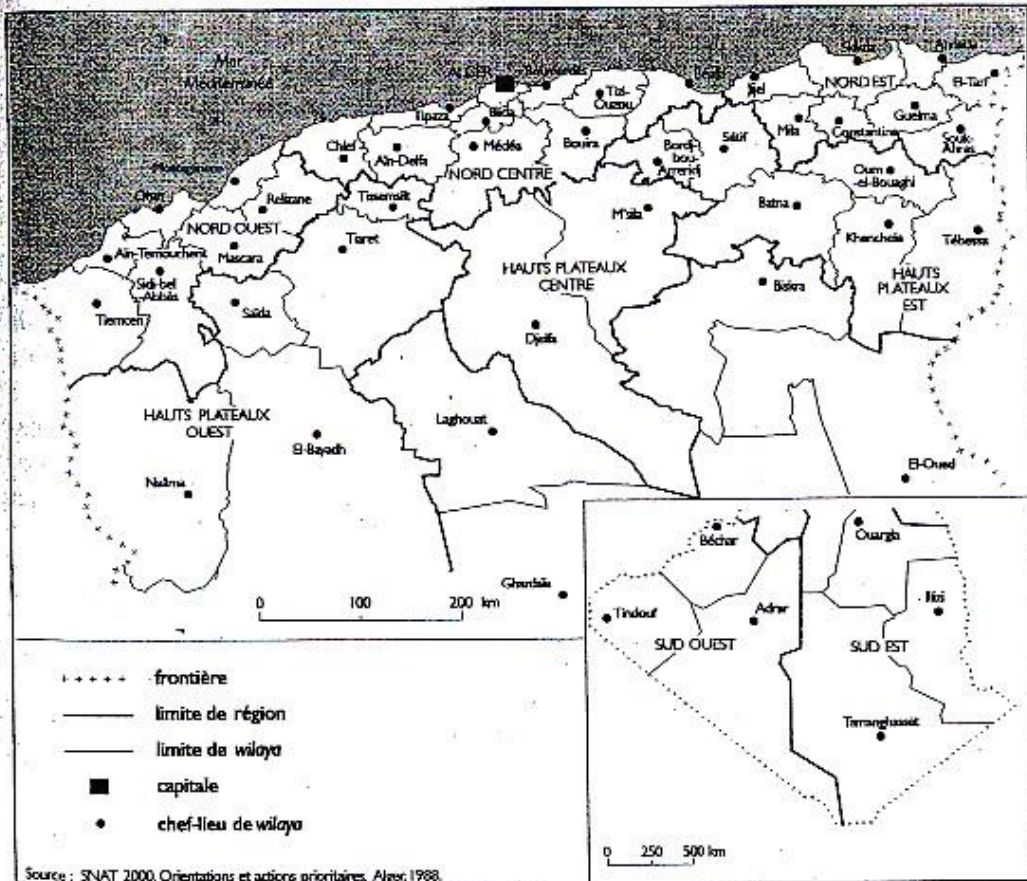 Mer
Méditerranée
ALGER
Boumerdès
Tizi-
Ouzou
Béjaïa
Jijel
Skikda
Annaba
NORD EST
El-Tarf
Tipaza
Blida
Guelma
Mila
Constantine
Souk-
Ahras
Chlef
Aïn-Defla
Médéa
Bouira
Bordj-
bou-
Arreridj
Sétif
NORD CENTRE
Oum
-el-Bouaghi
Mostaganem
Relizane
Tissemsilt
M'sila
Batna
Oran
NORD OUEST
Khenchela
Tébessa
Mascara
Tiaret
Aïn-Temouchent
Sidi-bel
Abbès
HAUTS PLATEAUX
CENTRE
Biskra
HAUTS
PLATEAUX
EST
Tlemcen
Saïda
Djelfa
HAUTS PLATEAUX
OUEST
Laghouat
El-Bayadh
El-Oued
Naâma
Ghardaïa
0 100 200 km
Béchar
Ouargla
Tindouf
Adrar
Illizi
SUD OUEST
SUD EST
Tamanghasset
0 250 500 km
frontière
limite de région
limite de wilaya
capitale
chef-lieu de wilaya
Source : SNAT 2000. Orientations et actions prioritaires, Alger, 1988.